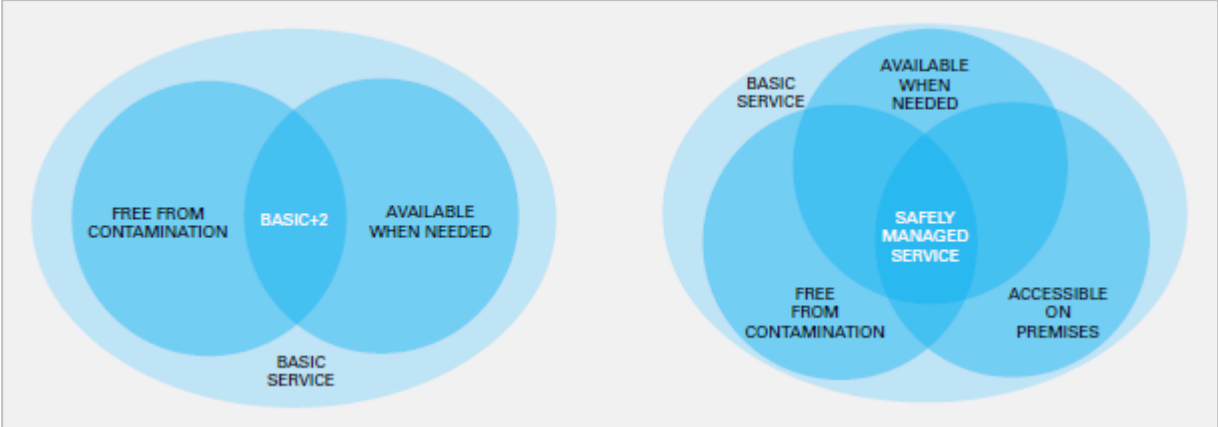 FREE FROM
CONTAMINATION
BASIC+2
AVAILABLE
WHEN NEEDED
BASIC
SERVICE
BASIC
SERVICE
AVAILABLE
WHEN
NEEDED
SAFELY
MANAGED
SERVICE
FREE
FROM
CONTAMINATION
ACCESSIBLE
ON
PREMISES